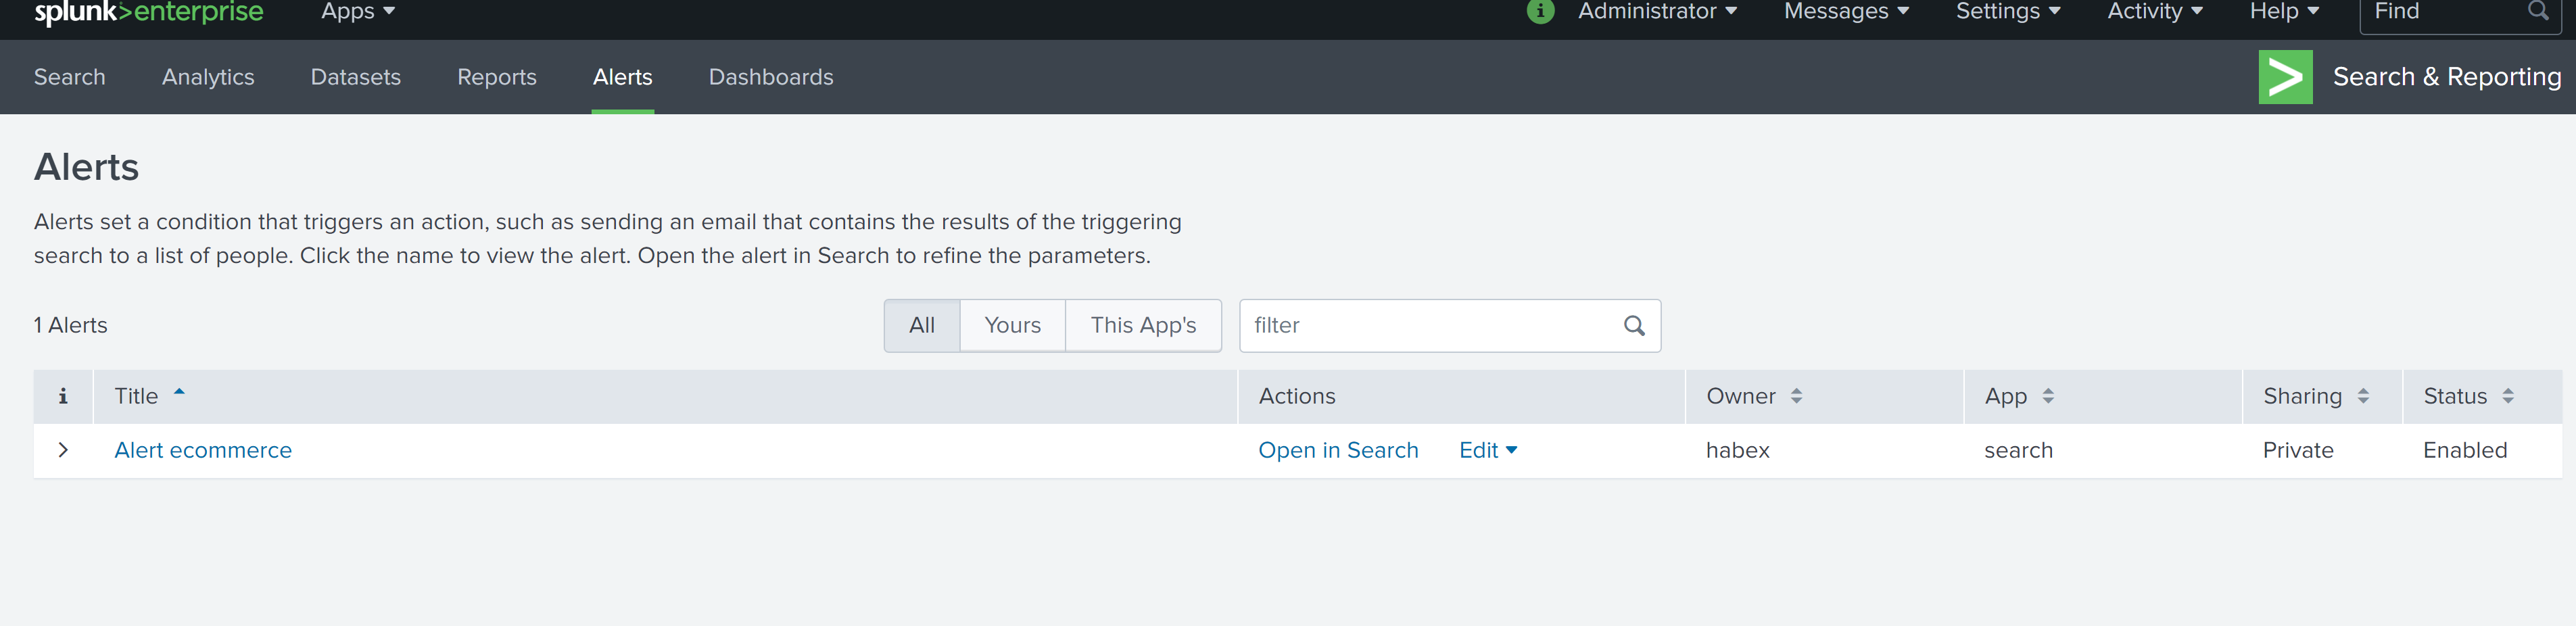 splunk>enterprise Apps i Administrator Messages Settings Activity Help Find
Search Analytics Datasets Reports Alerts Dashboards > Search & Reporting
Alerts
Alerts set a condition that triggers an action, such as sending an email that contains the results of the triggering
search to a list of people. Click the name to view the alert. Open the alert in Search to refine the parameters.
1 Alerts All Yours This App's filter
i Title Actions Owner App Sharing Status
> Alert ecommerce Open in Search Edit habex search Private Enabled